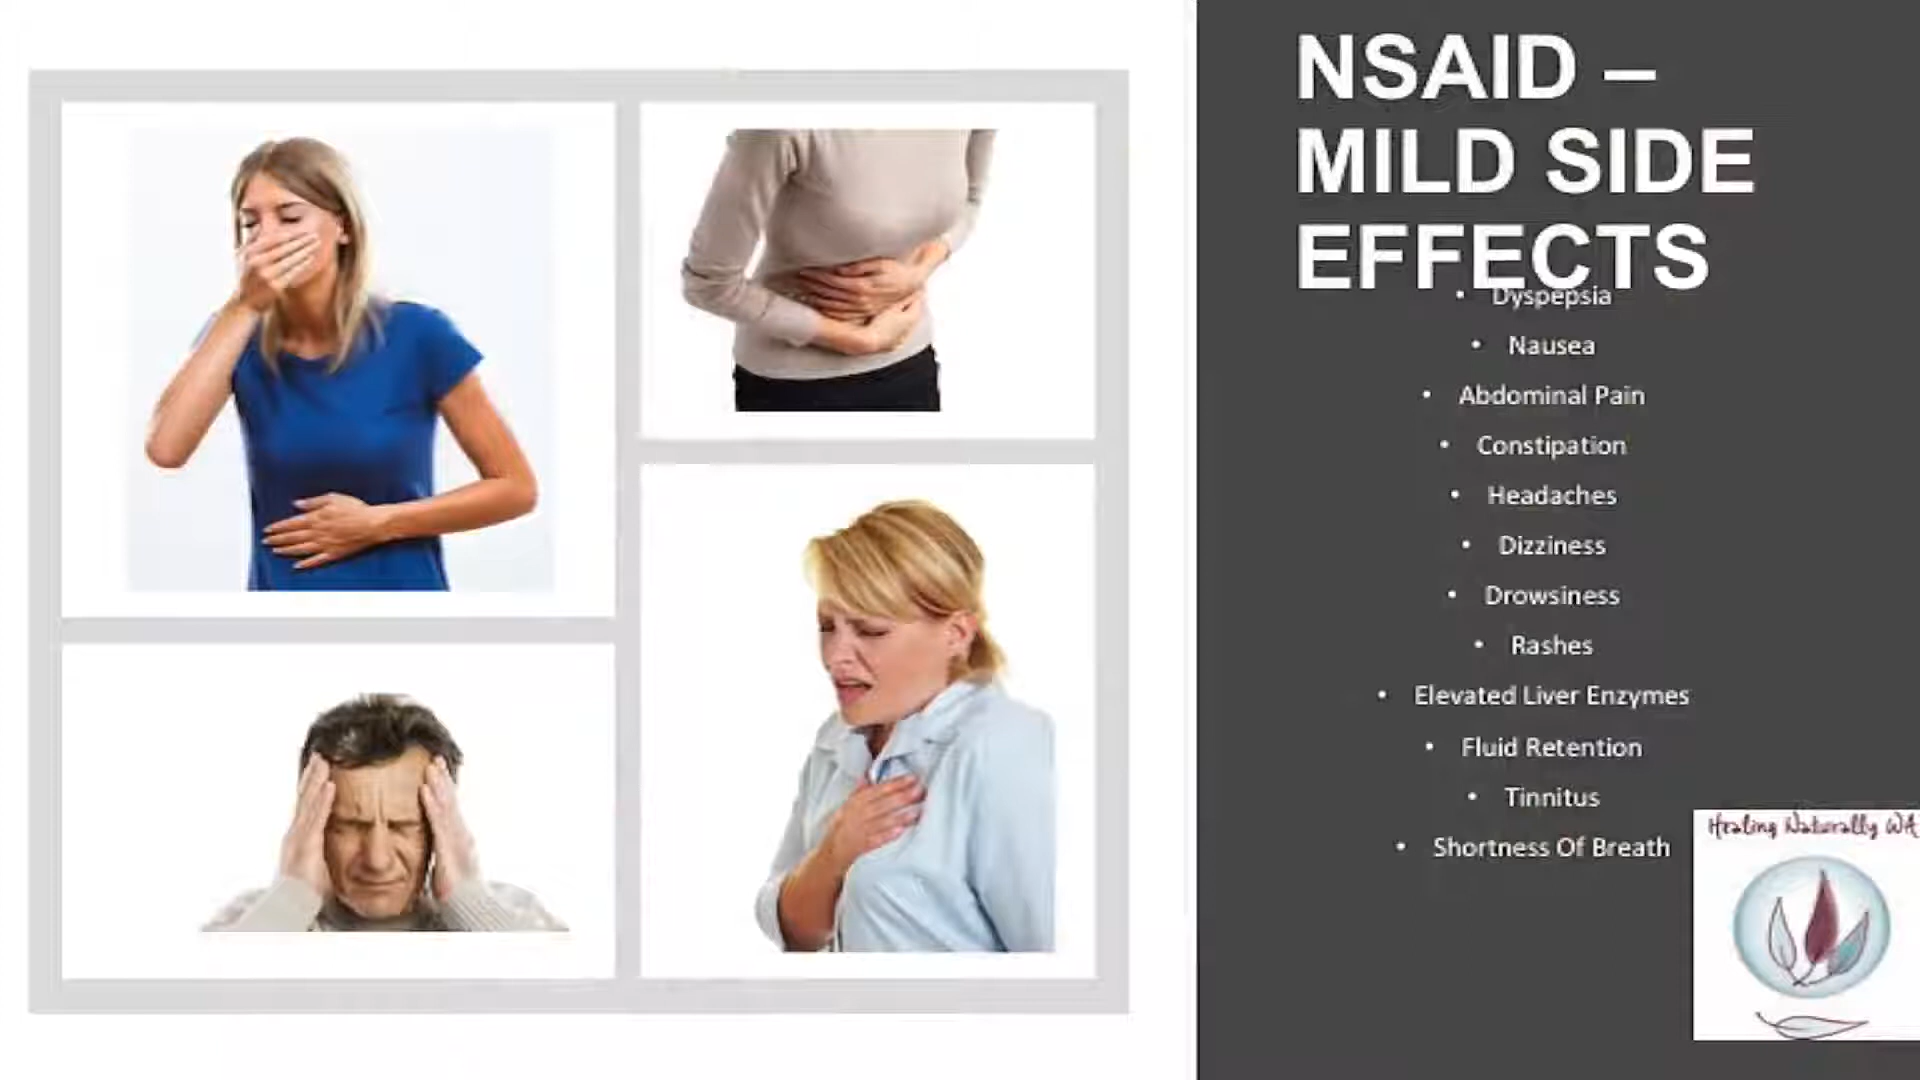 NSAID –
MILD SIDE
EFFECTS
• Dyspepsia
• Nausea
• Abdominal Pain
• Constipation
• Headaches
• Dizziness
• Drowsiness
• Rashes
• Elevated Liver Enzymes
• Fluid Retention
• Tinnitus
• Shortness Of Breath
Healing Naturally WA